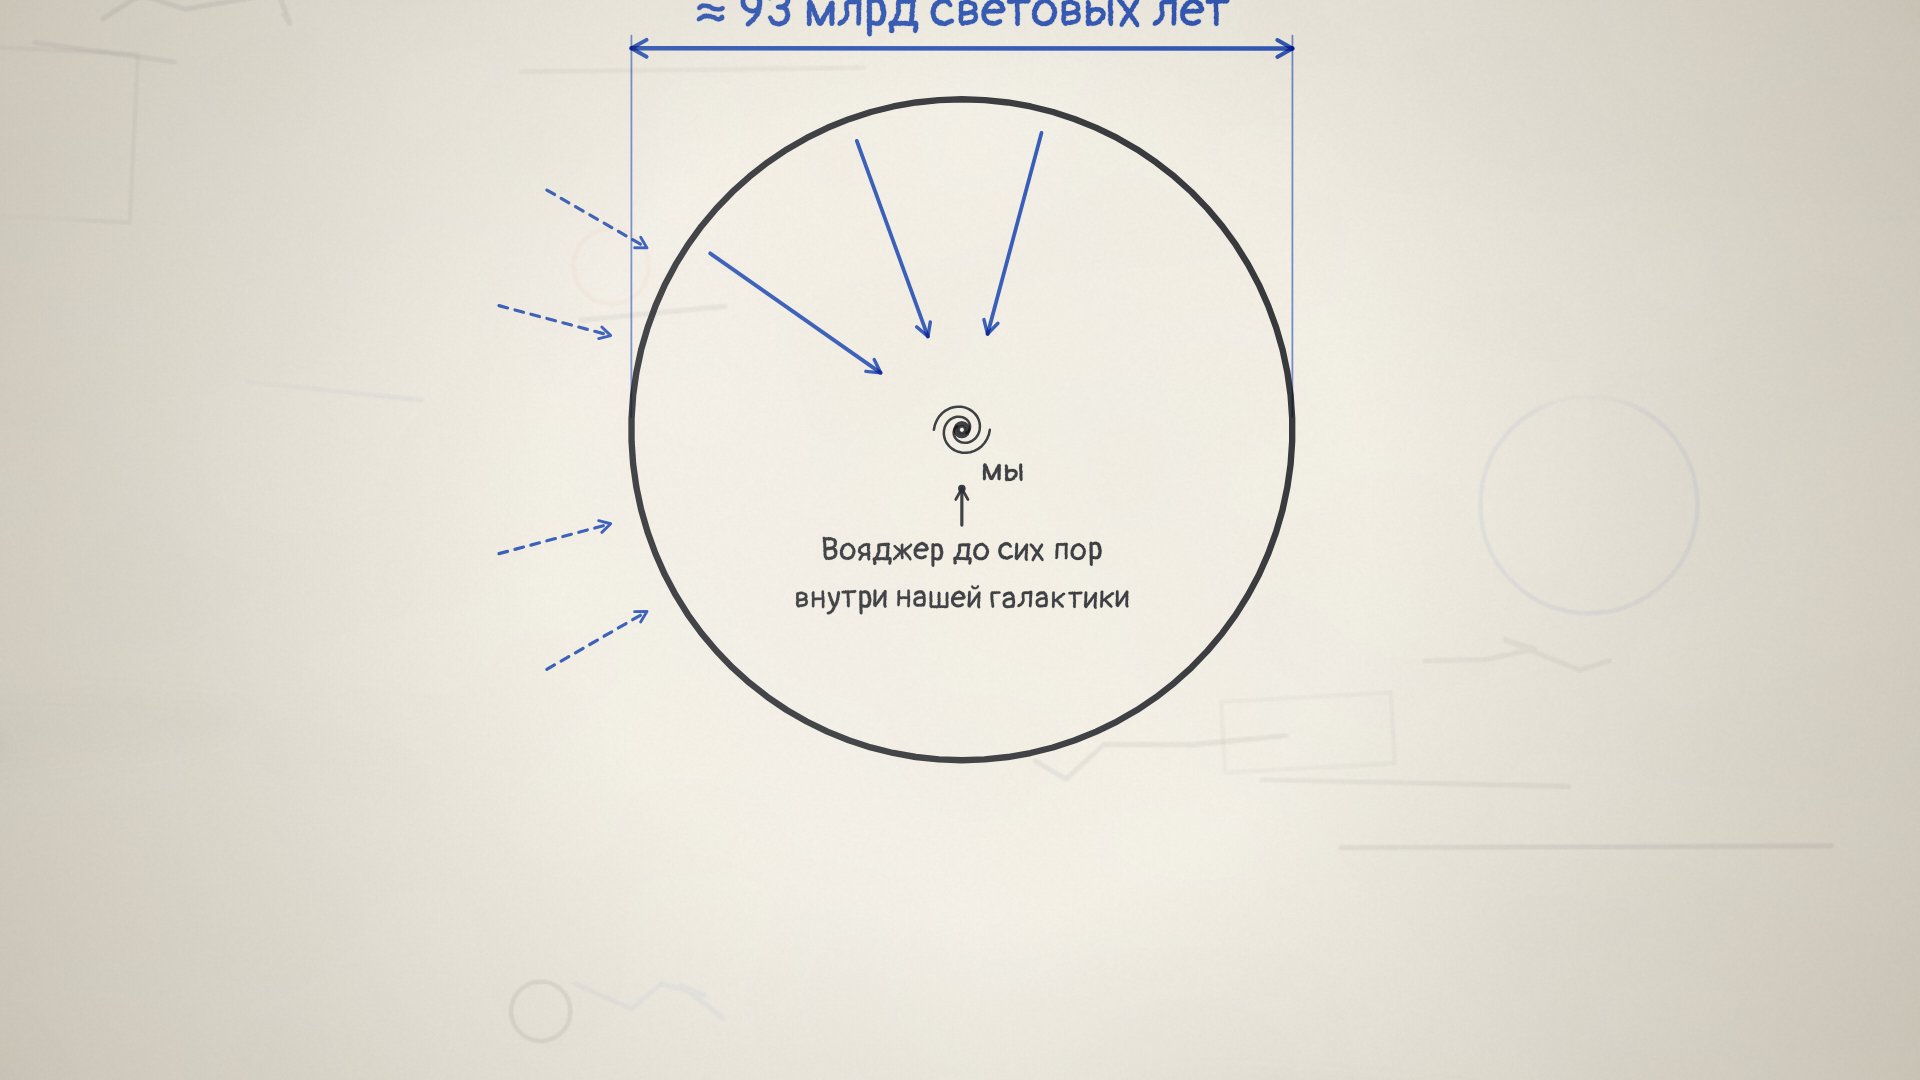 ≈ 93 млрд световых лет
мы
Вояджер до сих пор
внутри нашей галактики